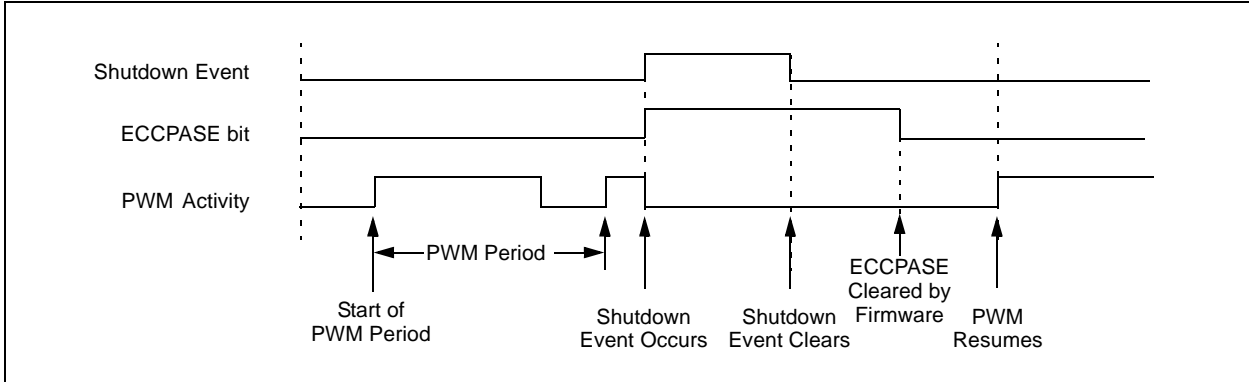 Shutdown Event
ECCPASE bit
PWM Activity
PWM Period
Start of
PWM Period
Shutdown
Event Occurs
Shutdown
Event Clears
ECCPASE
Cleared by
Firmware
PWM
Resumes